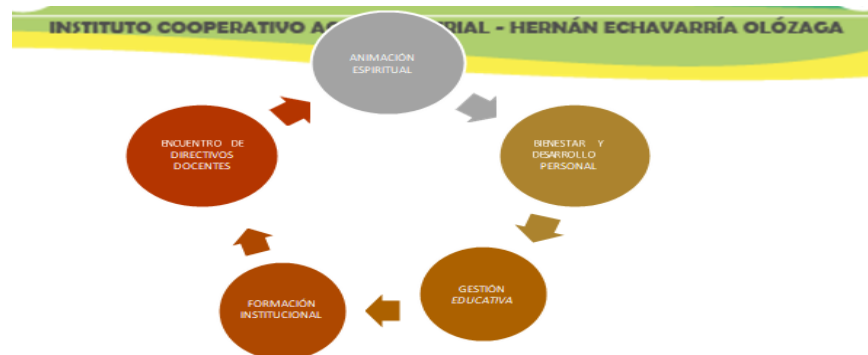 INSTITUTO COOPERATIVO AG RIAL - HERNÁN ECHAVARRÍA OLÓZAGA
ANIMACIÓN
ESPIRITUAL
BIENESTAR Y
DESARROLLO
PERSONAL
GESTIÓN
EDUCATIVA
FORMACIÓN
INSTITUCIONAL
ENCUENTRO DE
DIRECTIVOS
DOCENTES